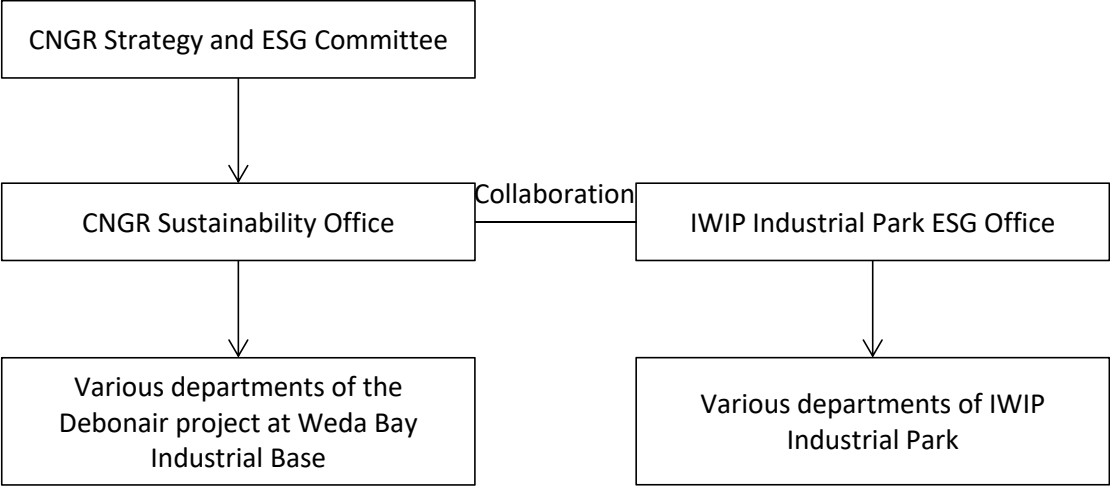 CNGR Strategy and ESG Committee
Collaboration
CNGR Sustainability Office
IWIP Industrial Park ESG Office
Various departments of the
Debonair project at Weda Bay
Industrial Base
Various departments of IWIP
Industrial Park